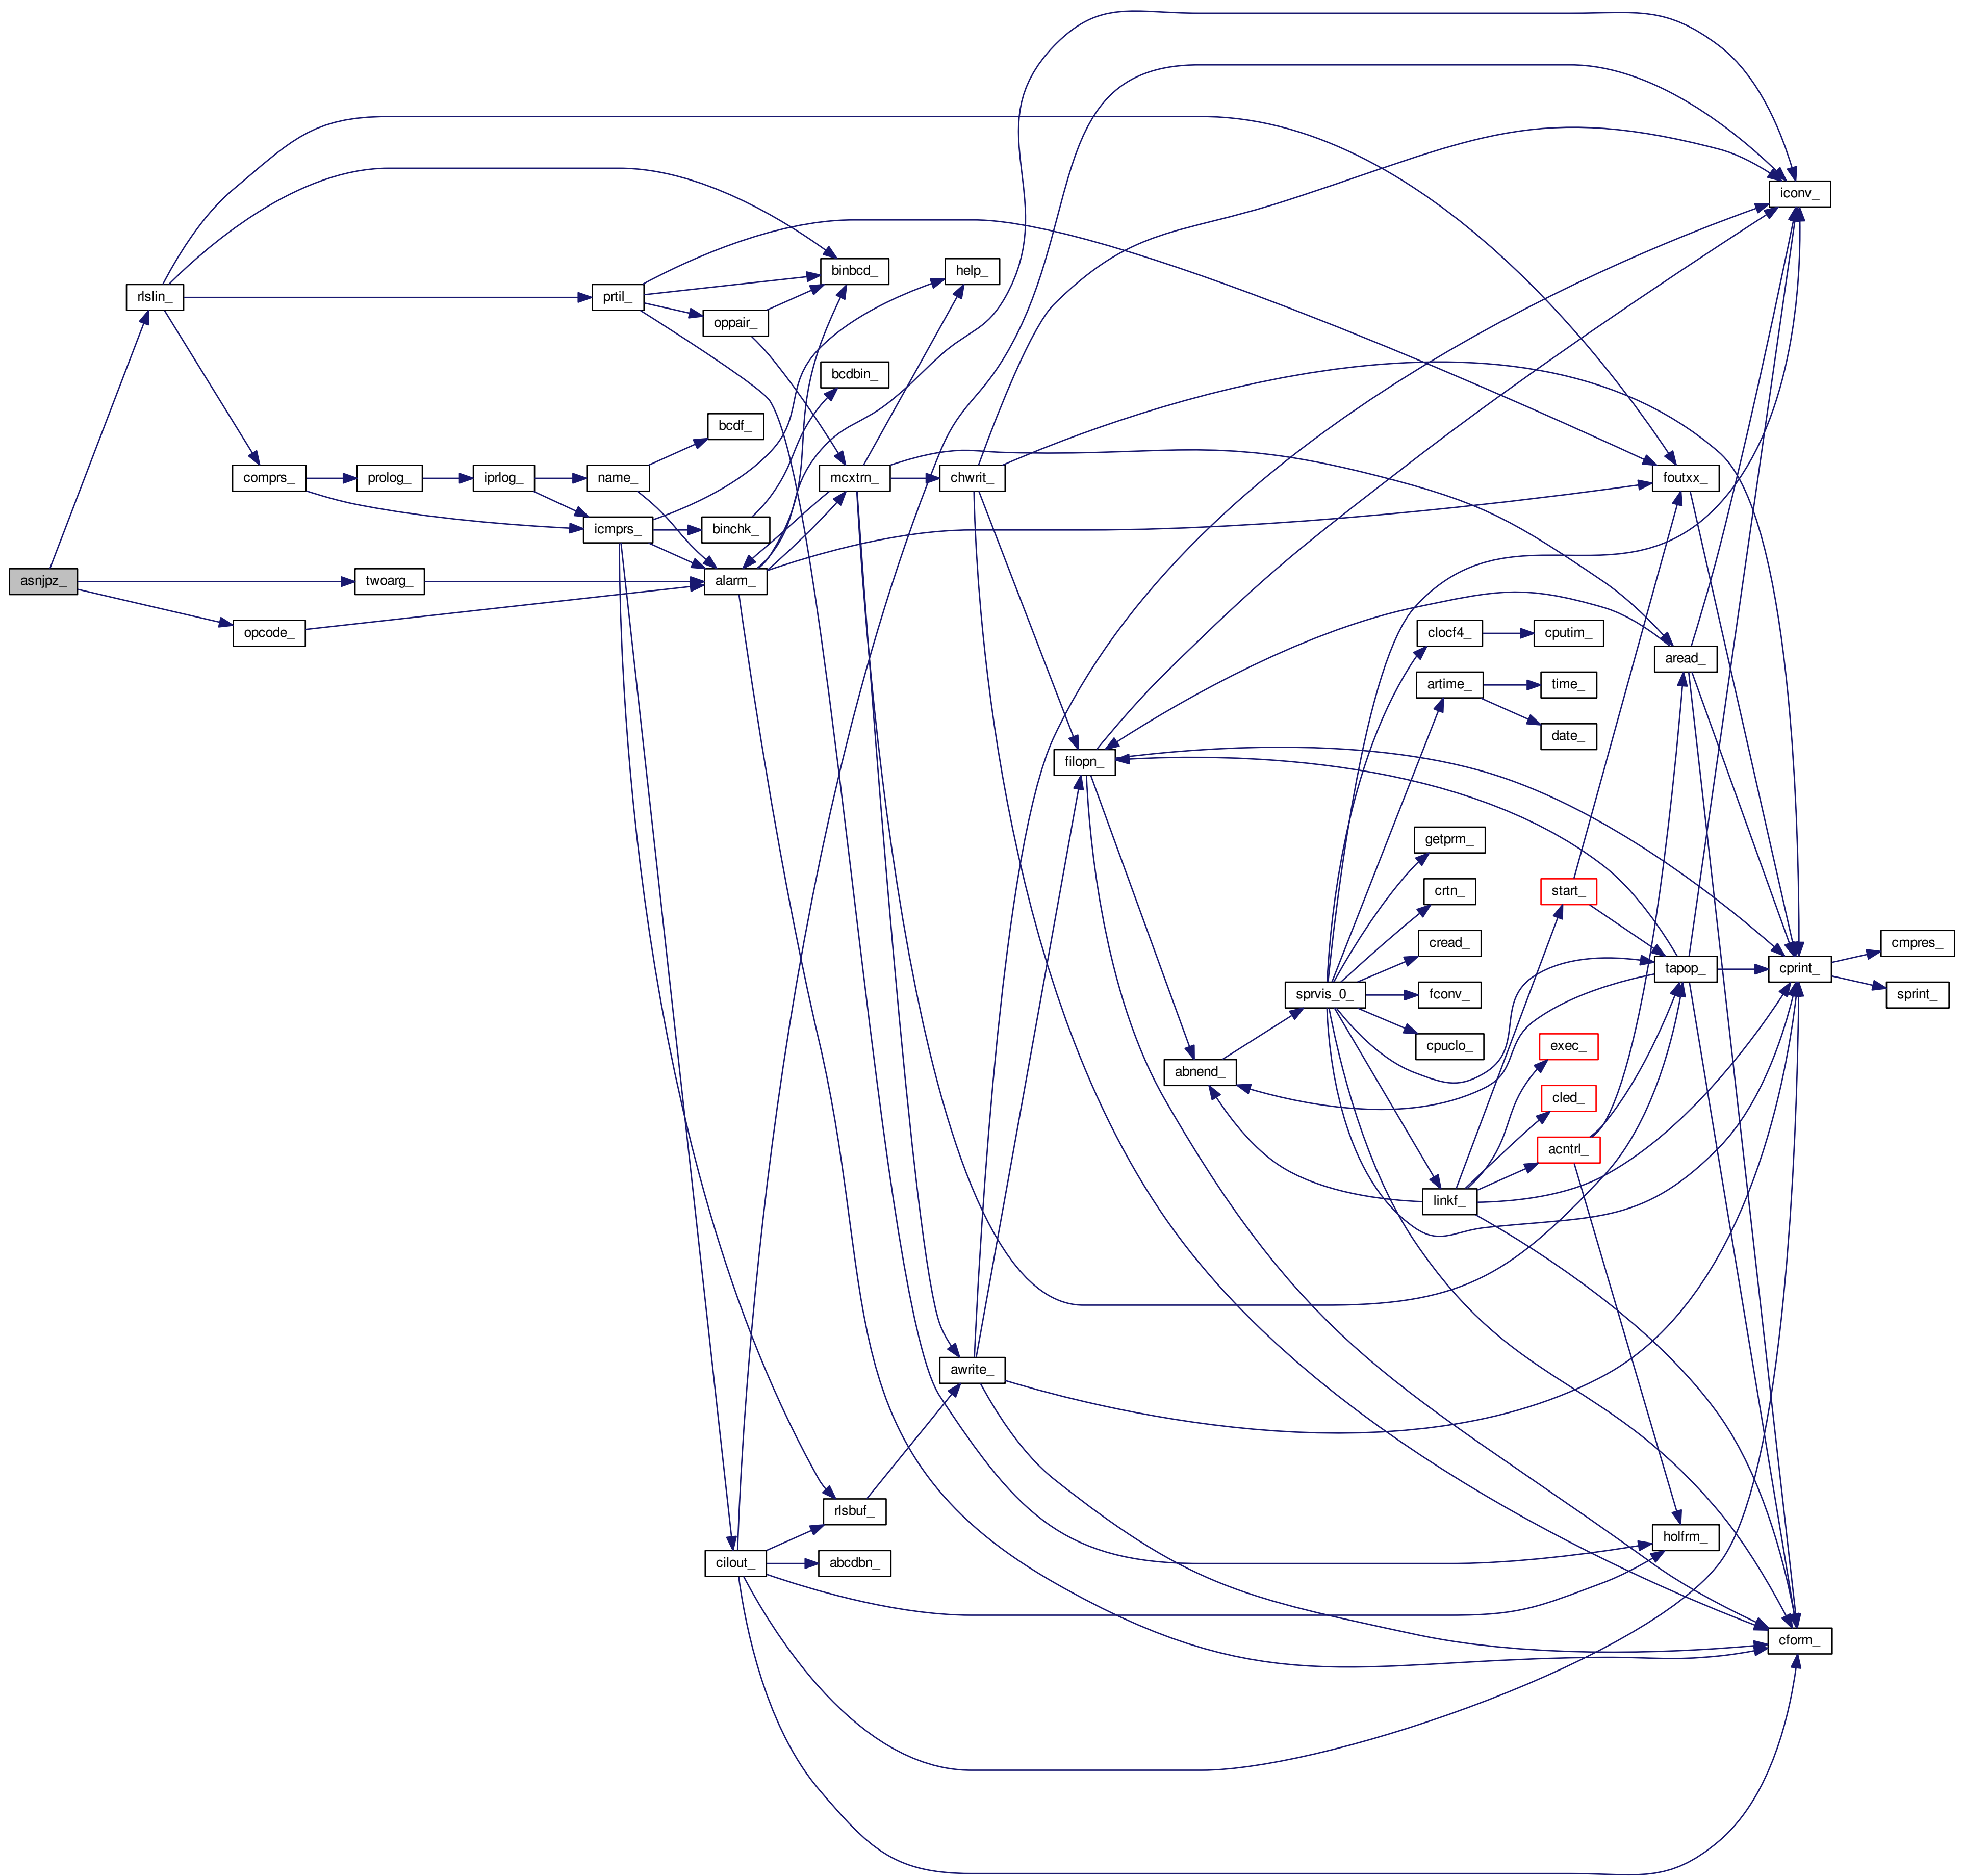 iconv_
binbcd_
help_
rlslin_
prtil_
oppair_
bcdbin_
bcdf_
comprs_
prolog_
iprlog_
name_
mcxtrn_
chwrit_
foutxx_
icmprs_
binchk_
asnjpz_
twoarg_
alarm_
opcode_
clocf4_
cputim_
aread_
artime_
time_
date_
filopn_
getprm_
crtn_
start_
cread_
cmpres_
tapop_
cprint_
sprvis_0_
fconv_
sprint_
cpuclo_
exec_
abnend_
cled_
acntrl_
linkf_
awrite_
rlsbuf_
holfrm_
cilout_
abcdbn_
cform_